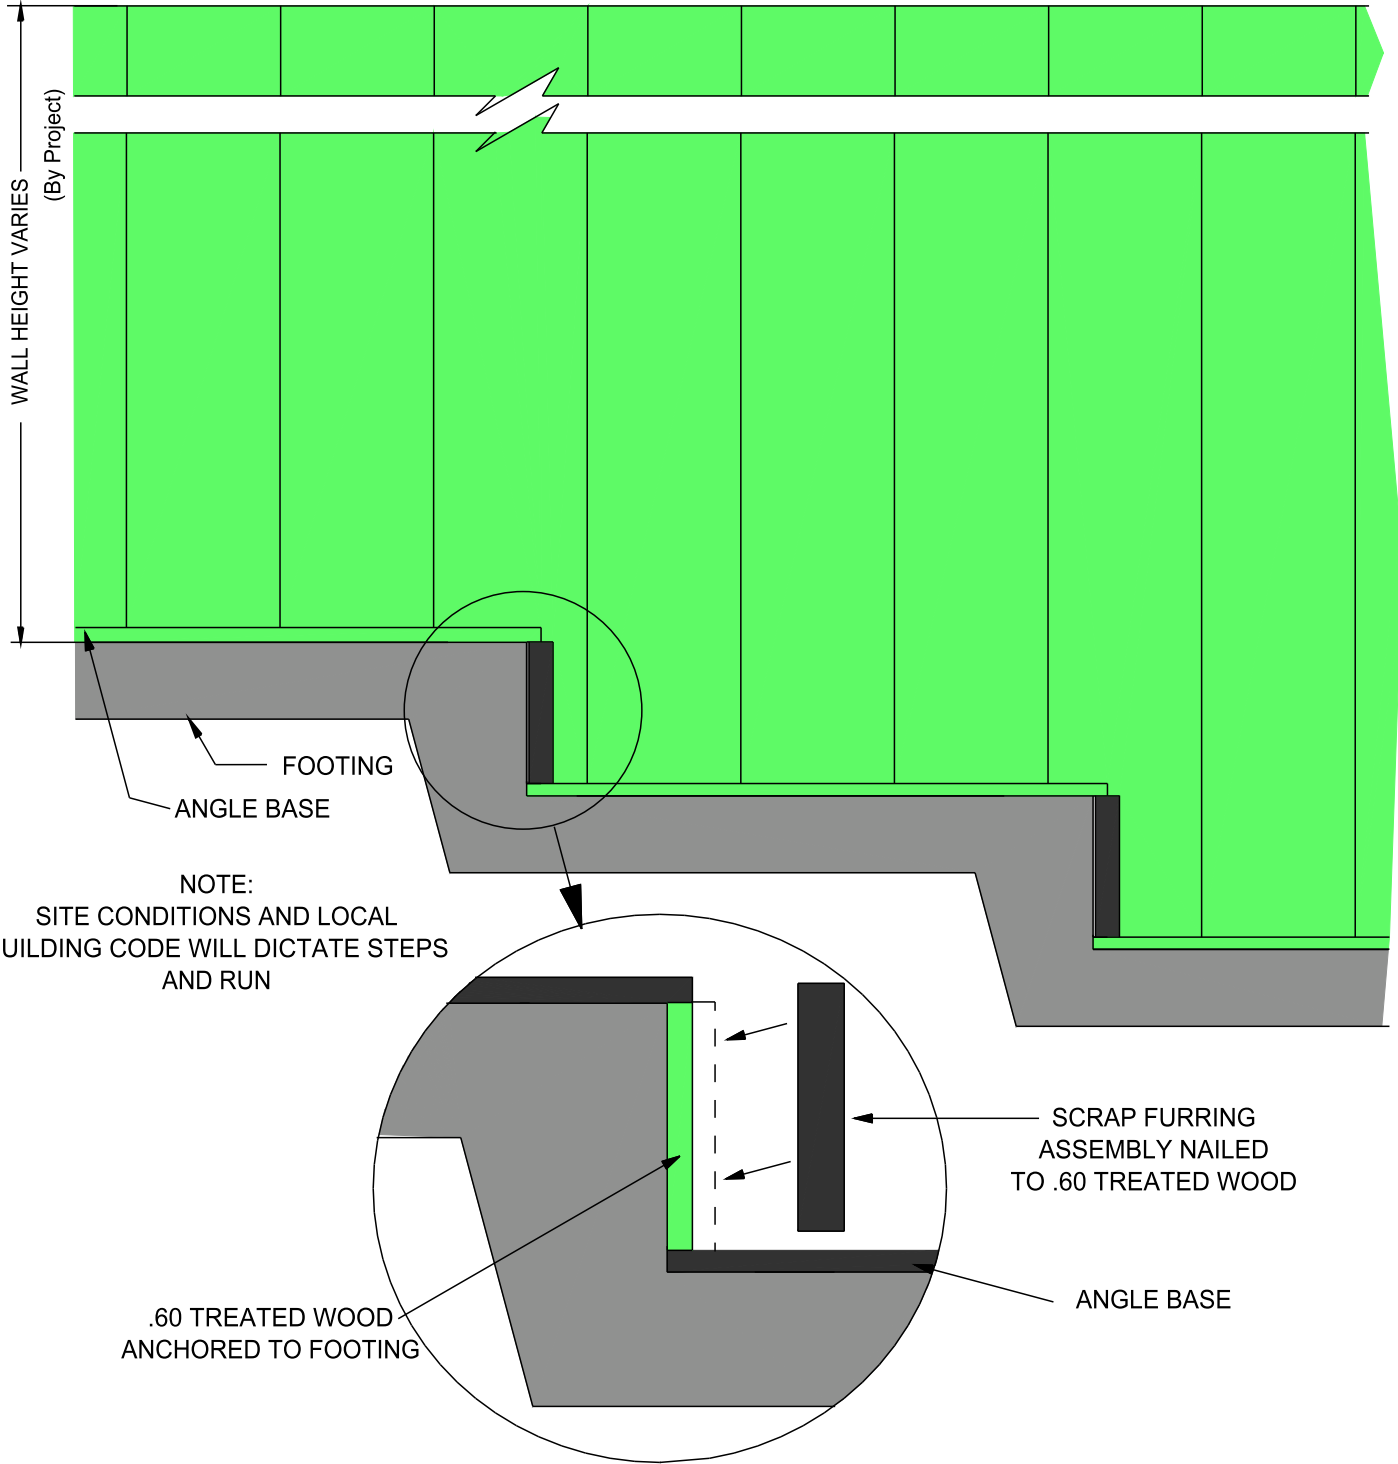 WALL HEIGHT VARIES
(By Project)
FOOTING
ANGLE BASE
NOTE:
SITE CONDITIONS AND LOCAL
UILDING CODE WILL DICTATE STEPS
AND RUN
SCRAP FURRING
ASSEMBLY NAILED
TO .60 TREATED WOOD
ANGLE BASE
.60 TREATED WOOD
ANCHORED TO FOOTING